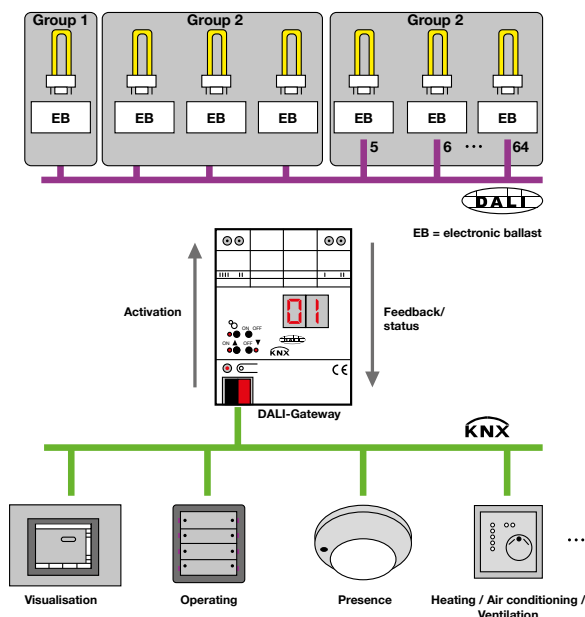 Group 1 Group 2 Group 2
EB EB EB EB EB EB EB
5 6 ... 64
DALI
EB = electronic ballast
Activation
Feedback/
status
01
ON OFF
ON ▲ OFF ▼
DALI
KNX
CE
DALI-Gateway
KNX
Visualisation Operating Presence Heating / Air conditioning /
Ventilation
...